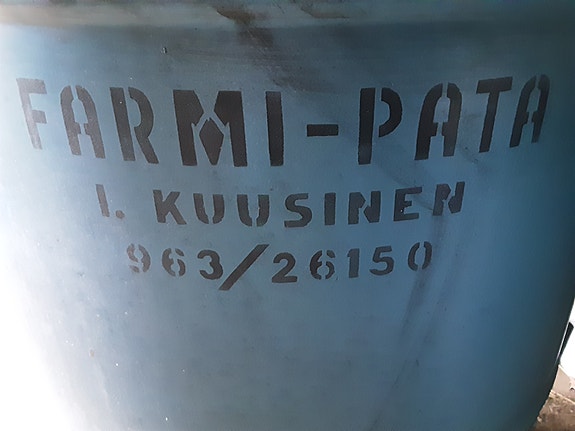 FARMI-PATA
I. KUUSINEN
963/26150